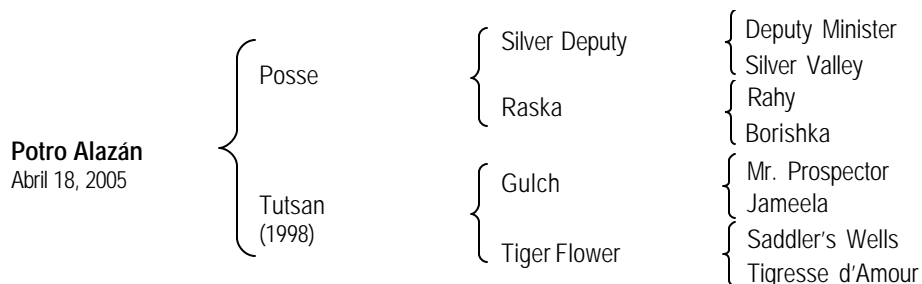 Potro Alazán
Abril 18, 2005
Posse
Tutsan
(1998)
Silver Deputy
Raska
Gulch
Tiger Flower
Deputy Minister
Silver Valley
Rahy
Borishka
Mr. Prospector
Jameela
Saddler's Wells
Tigresse d'Amour